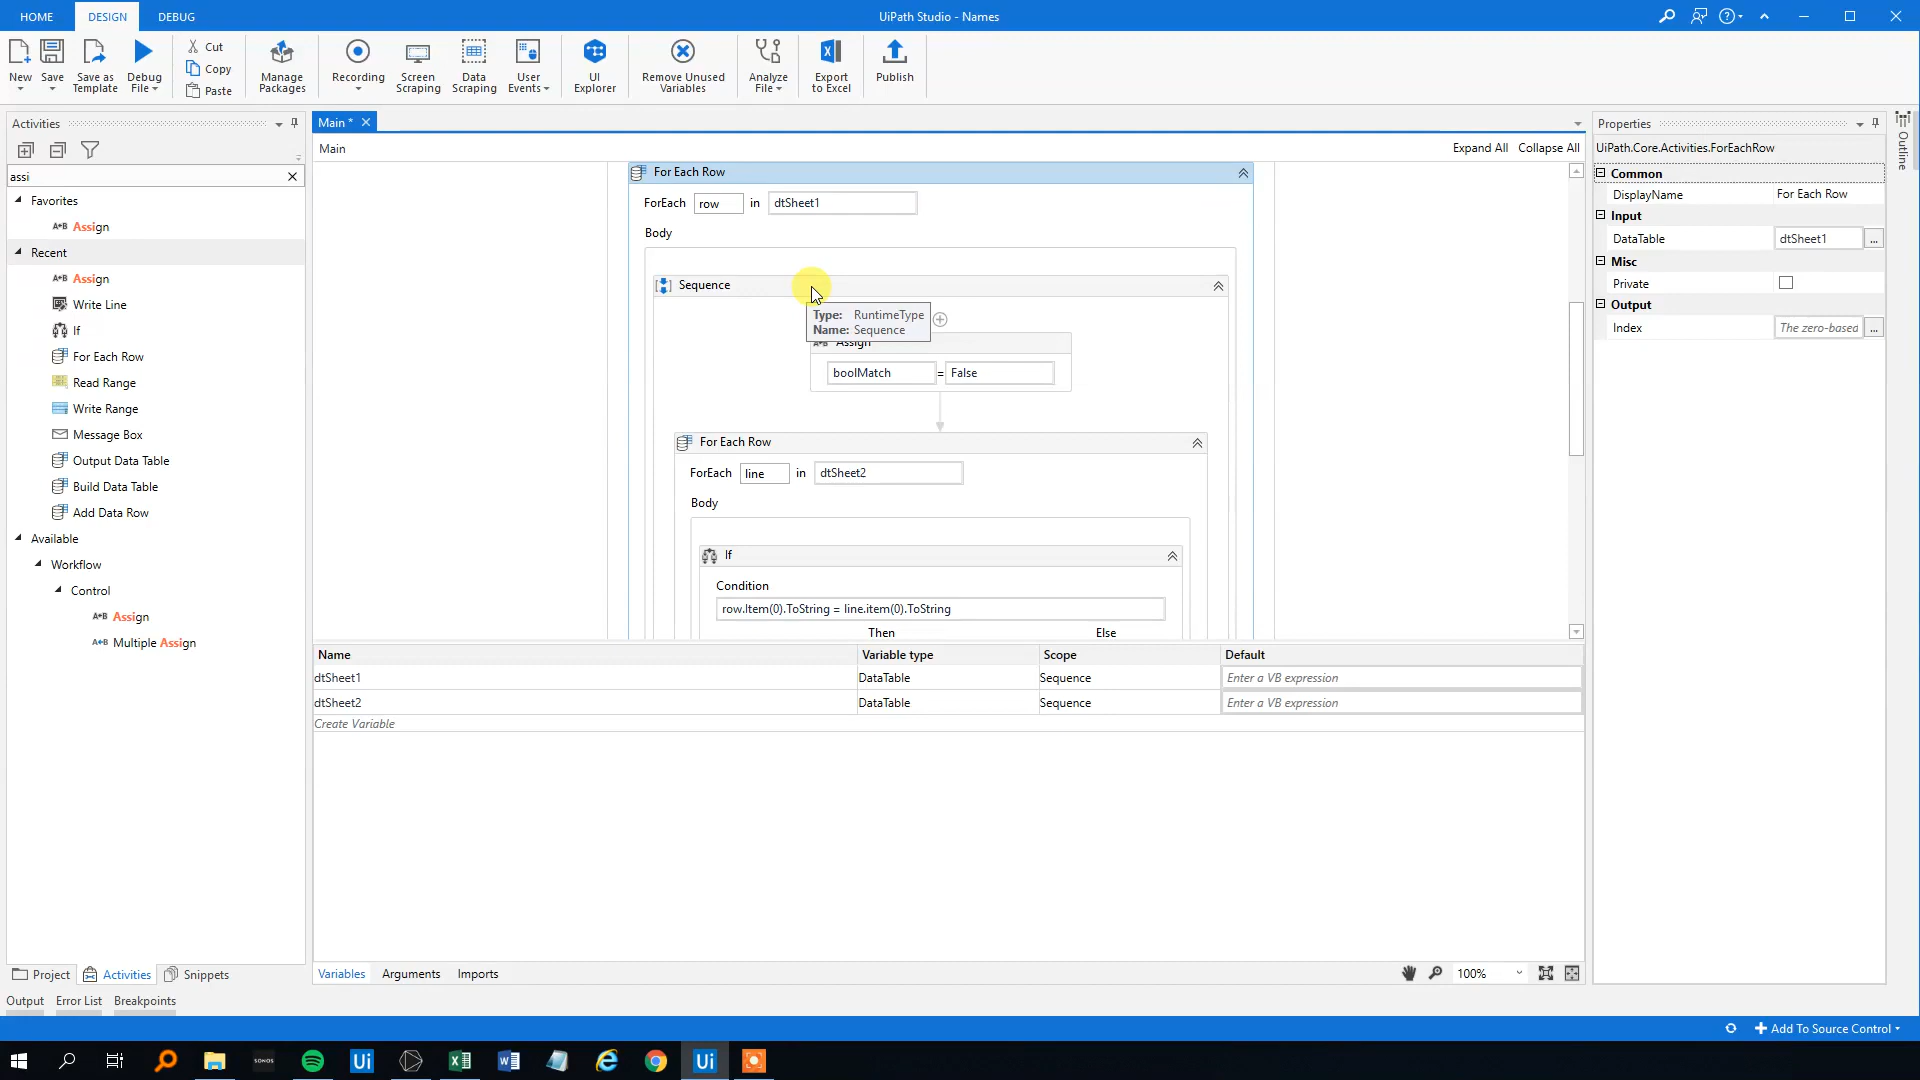 HOME
DESIGN
DEBUG
UiPath Studio - Names
New
Save
Save as Template
Debug File
Cut
Copy
Paste
Manage Packages
Recording
Screen Scraping
Data Scraping
User Events
UI Explorer
Remove Unused Variables
Analyze File
Export to Excel
Publish
Activities
assi
Favorites
Assign
Recent
Assign
Write Line
If
For Each Row
Read Range
Write Range
Message Box
Output Data Table
Build Data Table
Add Data Row
Available
Workflow
Control
A*B Assign
Multiple Assign
Project
Activities
Snippets
Main *
Main
Expand All
Collapse All
For Each Row
ForEach row in dtSheet1
Body
Sequence
Type: RuntimeType
Name: Sequence
Assign
boolMatch = False
For Each Row
ForEach line in dtSheet2
Body
If
Condition
row.Item(0).ToString = line.item(0).ToString
Then
Else
Name
Variable type
Scope
Default
dtSheet1
DataTable
Sequence
Enter a VB expression
dtSheet2
DataTable
Sequence
Enter a VB expression
Create Variable
Variables
Arguments
Imports
100%
Properties
UiPath.Core.Activities.ForEachRow
Common
DisplayName
For Each Row
Input
DataTable
dtSheet1
...
Misc
Private
Output
Index
The zero-based
...
Outline
Output
Error List
Breakpoints
Add To Source Control
SONOS
Ui
Ui